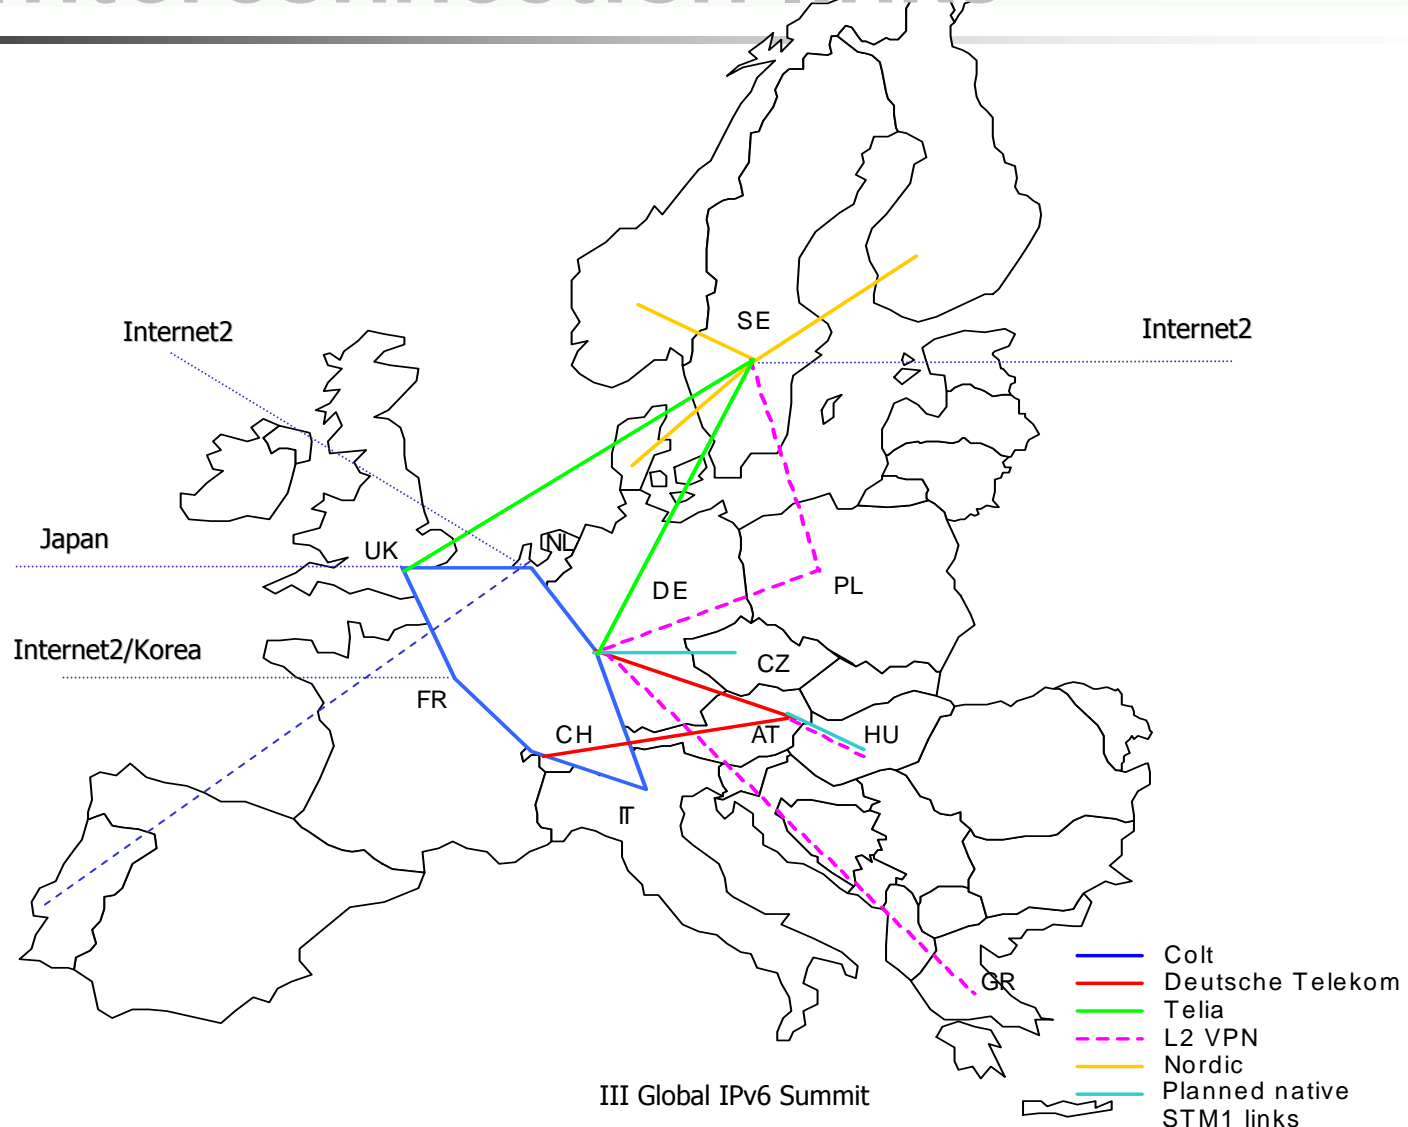 SE
Internet2
Internet2
Japan
UK
NL
DE
PL
Internet2/Korea
CZ
FR
CH
AT
HU
IT
GR
Colt
Deutsche Telekom
Telia
L2 VPN
Nordic
Planned native
STM1 links
III Global IPv6 Summit